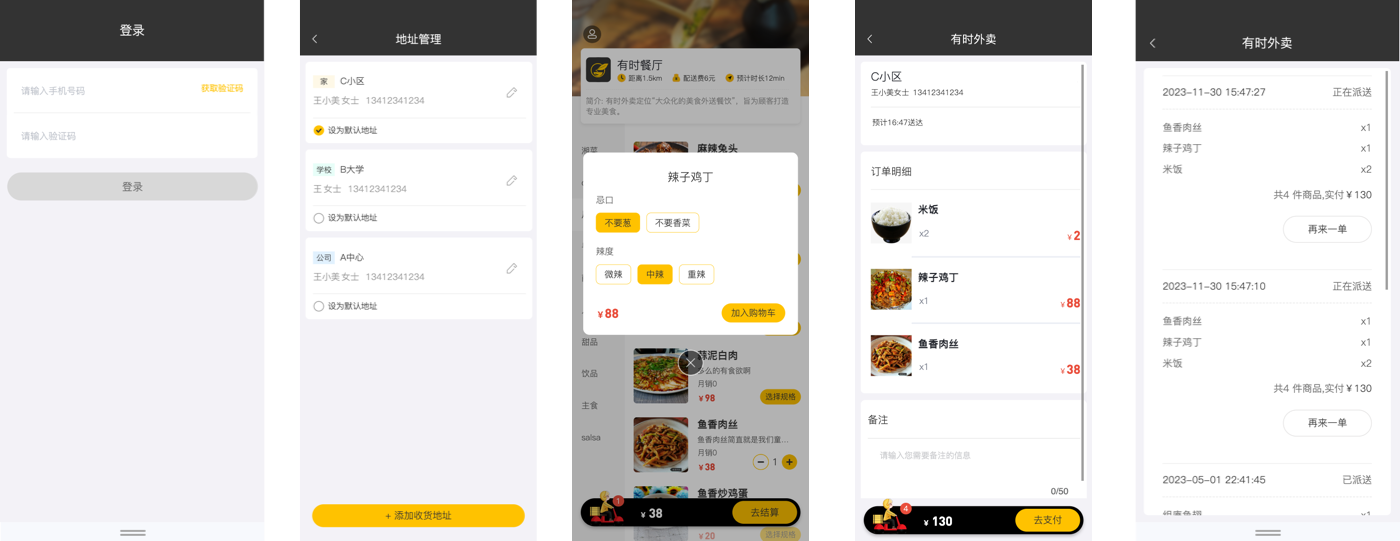 登录
请输入手机号码
获取验证码
请输入验证码
登录
地址管理
家
C小区
王小美 女士 13412341234
设为默认地址
学校
B大学
王 女士 13412341234
设为默认地址
公司
A中心
王小美 女士 13412341234
设为默认地址
+ 添加收货地址
有时餐厅
距离1.5km
配送费6元
预计时长12min
简介: 有时外卖定位“大众化的美食外送餐饮”，旨为顾客打造
专业美食。
湘菜
麻辣兔头
辣子鸡丁
忌口
不要葱
不要香菜
辣度
微辣
中辣
重辣
¥ 88
加入购物车
甜品
饮品
主食
salsa
蒜泥白肉
么的有食欲啊
月销0
¥ 98
选择规格
鱼香肉丝
鱼香肉丝简直就是我们童...
月销0
¥ 38
1
鱼香炒鸡蛋
1
¥ 38
去结算
¥ 20
选择规格
有时外卖
C小区
王小美女士 13412341234
预计16:47送达
订单明细
米饭
x2
¥ 2
辣子鸡丁
x1
¥ 88
鱼香肉丝
x1
¥ 38
备注
请输入您需要备注的信息
0/50
4
¥ 130
去支付
有时外卖
2023-11-30 15:47:27
正在派送
鱼香肉丝
x1
辣子鸡丁
x1
米饭
x2
共4 件商品,实付 ¥ 130
再来一单
2023-11-30 15:47:10
正在派送
鱼香肉丝
x1
辣子鸡丁
x1
米饭
x2
共4 件商品,实付 ¥ 130
再来一单
2023-05-01 22:41:45
已派送